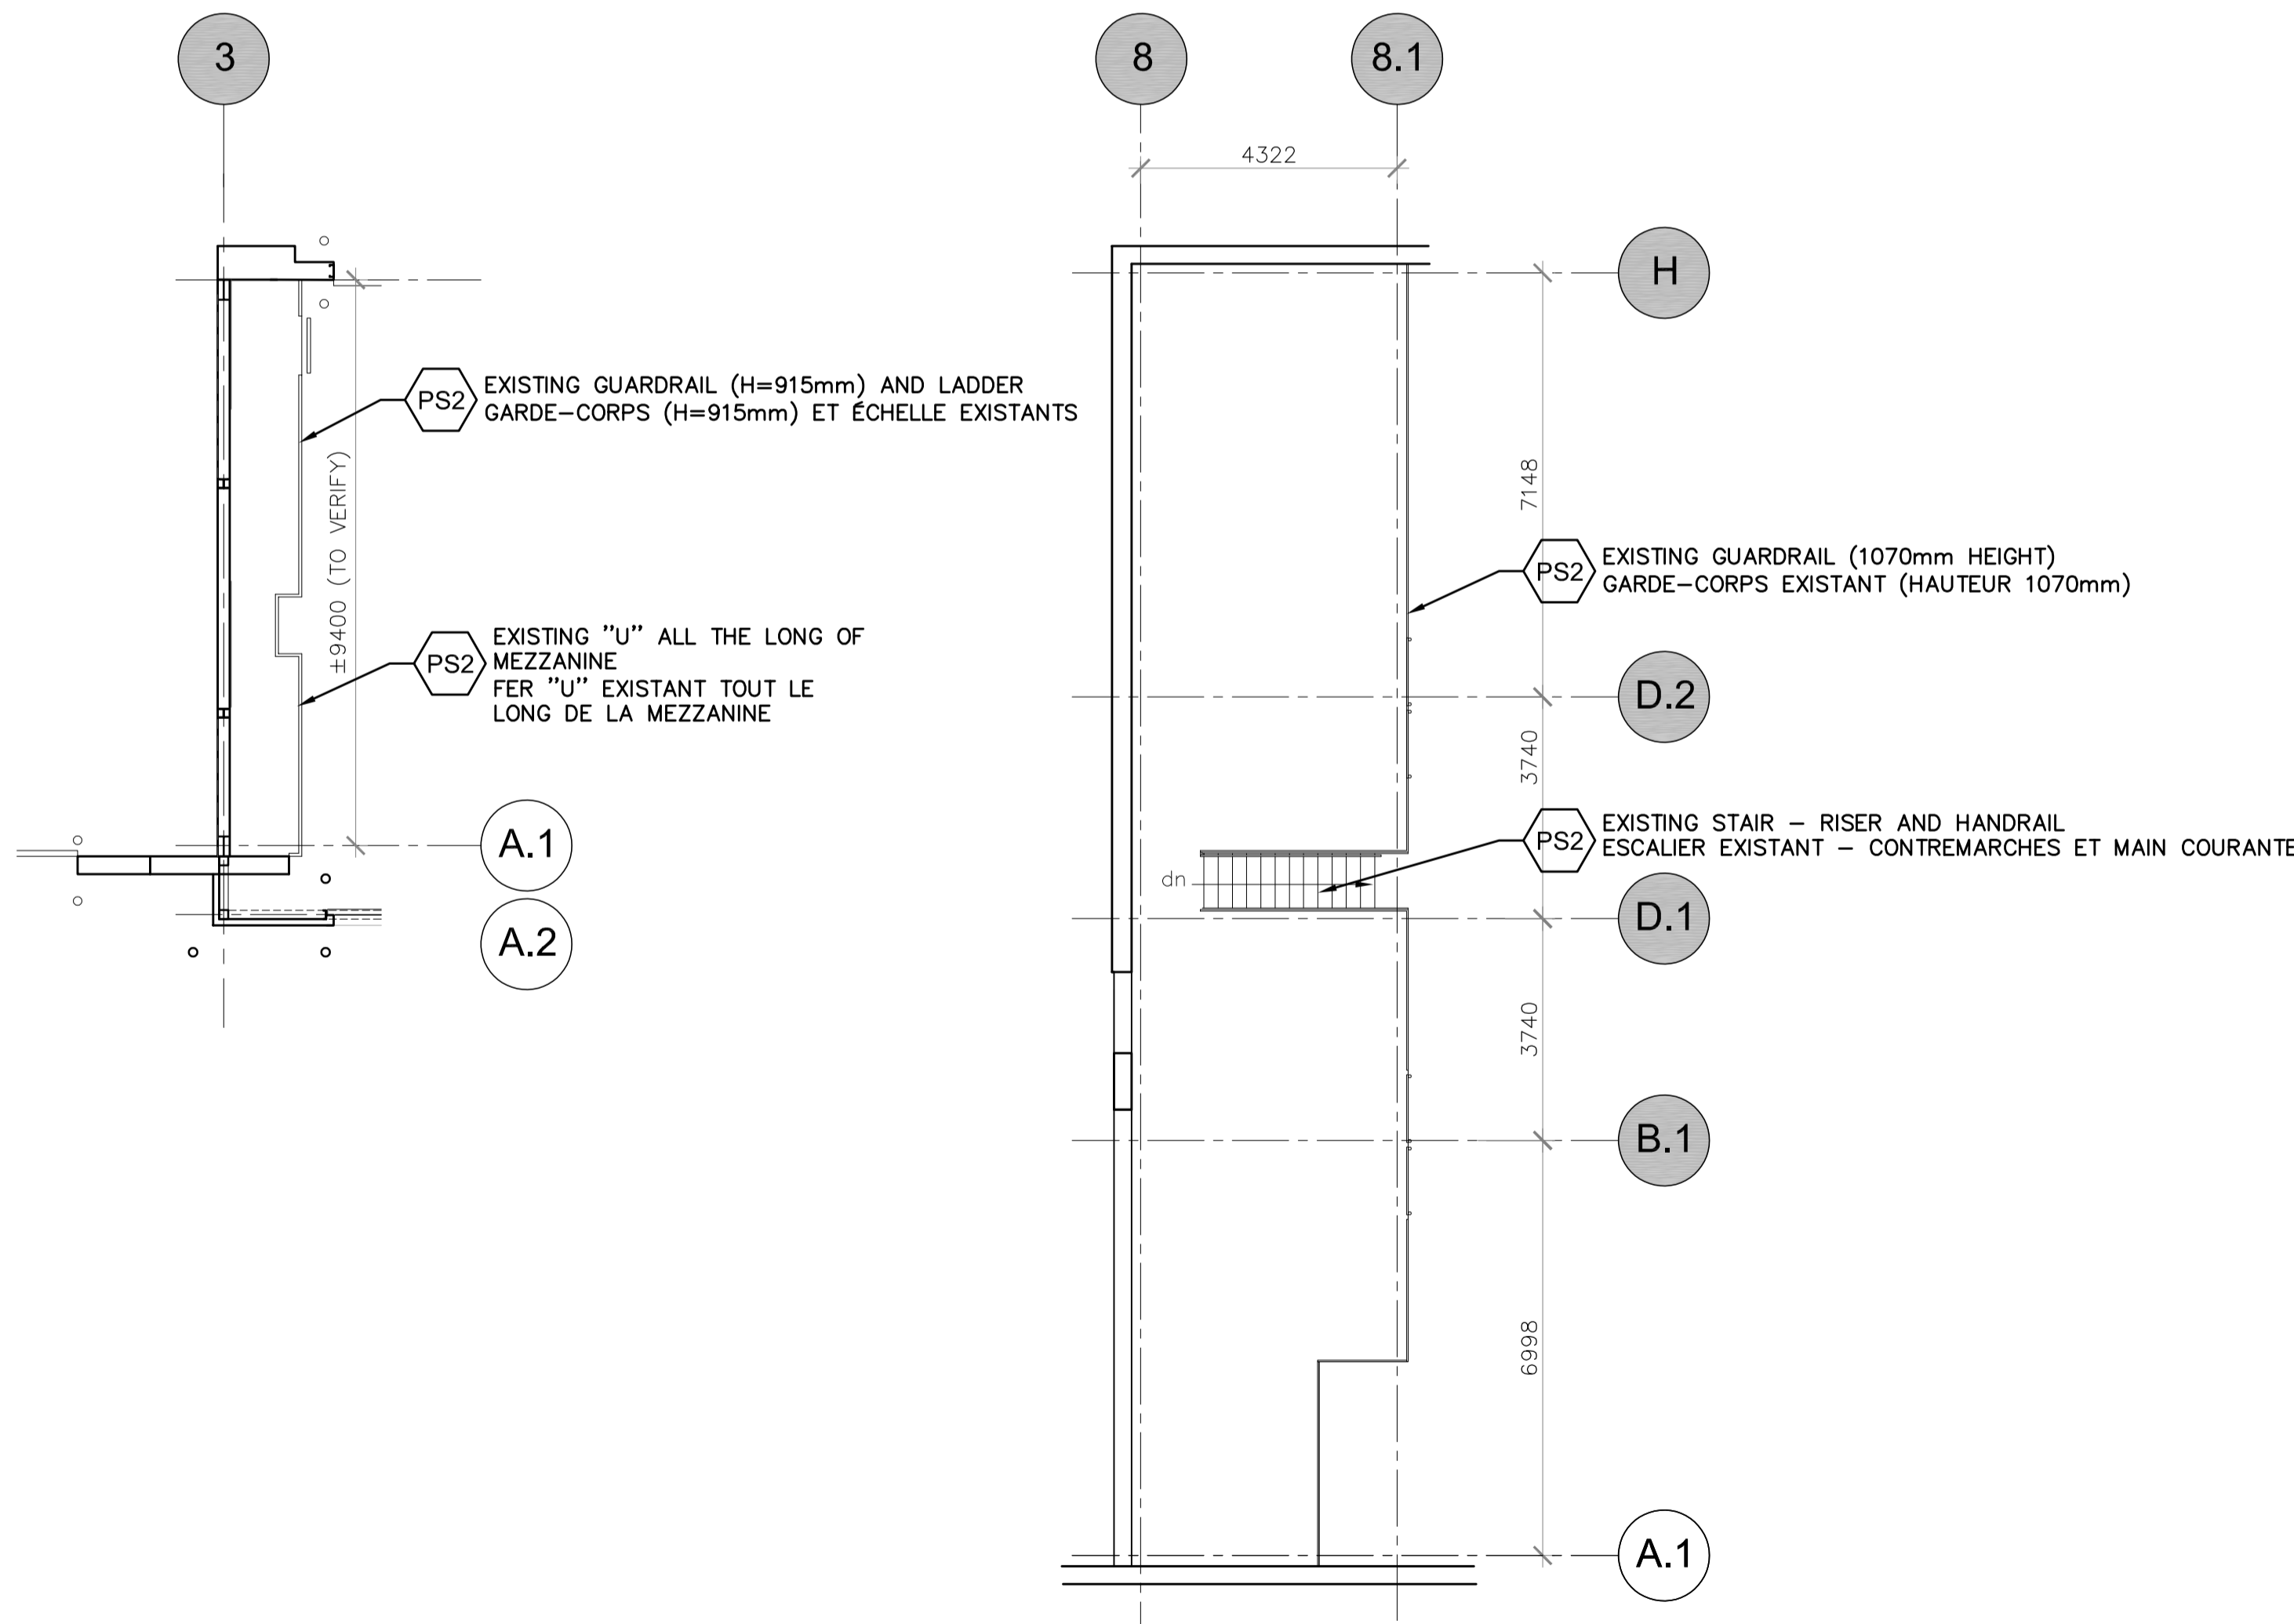 3
8
8.1
4322
H
PS2
EXISTING GUARDRAIL (H=915mm) AND LADDER
GARDE-CORPS (H=915mm) ET ÉCHELLE EXISTANTS
±9400 (TO VERIFY)
7148
PS2
EXISTING GUARDRAIL (1070mm HEIGHT)
GARDE-CORPS EXISTANT (HAUTEUR 1070mm)
PS2
EXISTING "U" ALL THE LONG OF
MEZZANINE
FER "U" EXISTANT TOUT LE
LONG DE LA MEZZANINE
D.2
3740
A.1
PS2
EXISTING STAIR - RISER AND HANDRAIL
ESCALIER EXISTANT - CONTREMARCHES ET MAIN COURANTE
dn
D.1
A.2
3740
B.1
6998
A.1